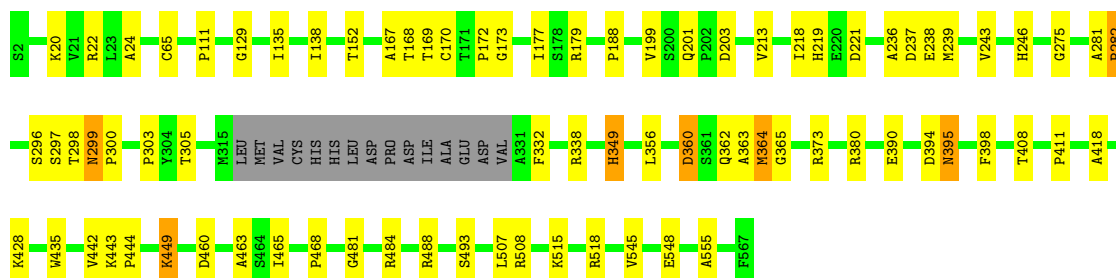 S2 K20 V21 R22 L23 A24 C65 P111 G129 I135 I138 T152 A167 T168 T169 C170 T171 P172 G173 I177 S178 R179 P188 V199 S200 Q201 P202 D203 V213 I218 H219 E220 D221 A236 D237 E238 M239 V243 H246 G275 A281
S296 S297 T298 N299 P300 P303 Y304 T305 M315 LEU MET VAL CYS HIS HIS LEU ASP PRO ASP ILE ALA GLU ASP VAL A331 F332 R338 H349 L356 D360 S361 Q362 A363 M364 G365 R373 R380 E390 D394 N395 F398 T408 P411 A418
K428 W435 V442 K443 P444 K449 D460 A463 S464 I465 P468 G481 R484 R488 S493 L507 R508 K515 R518 V545 E548 A555 F567